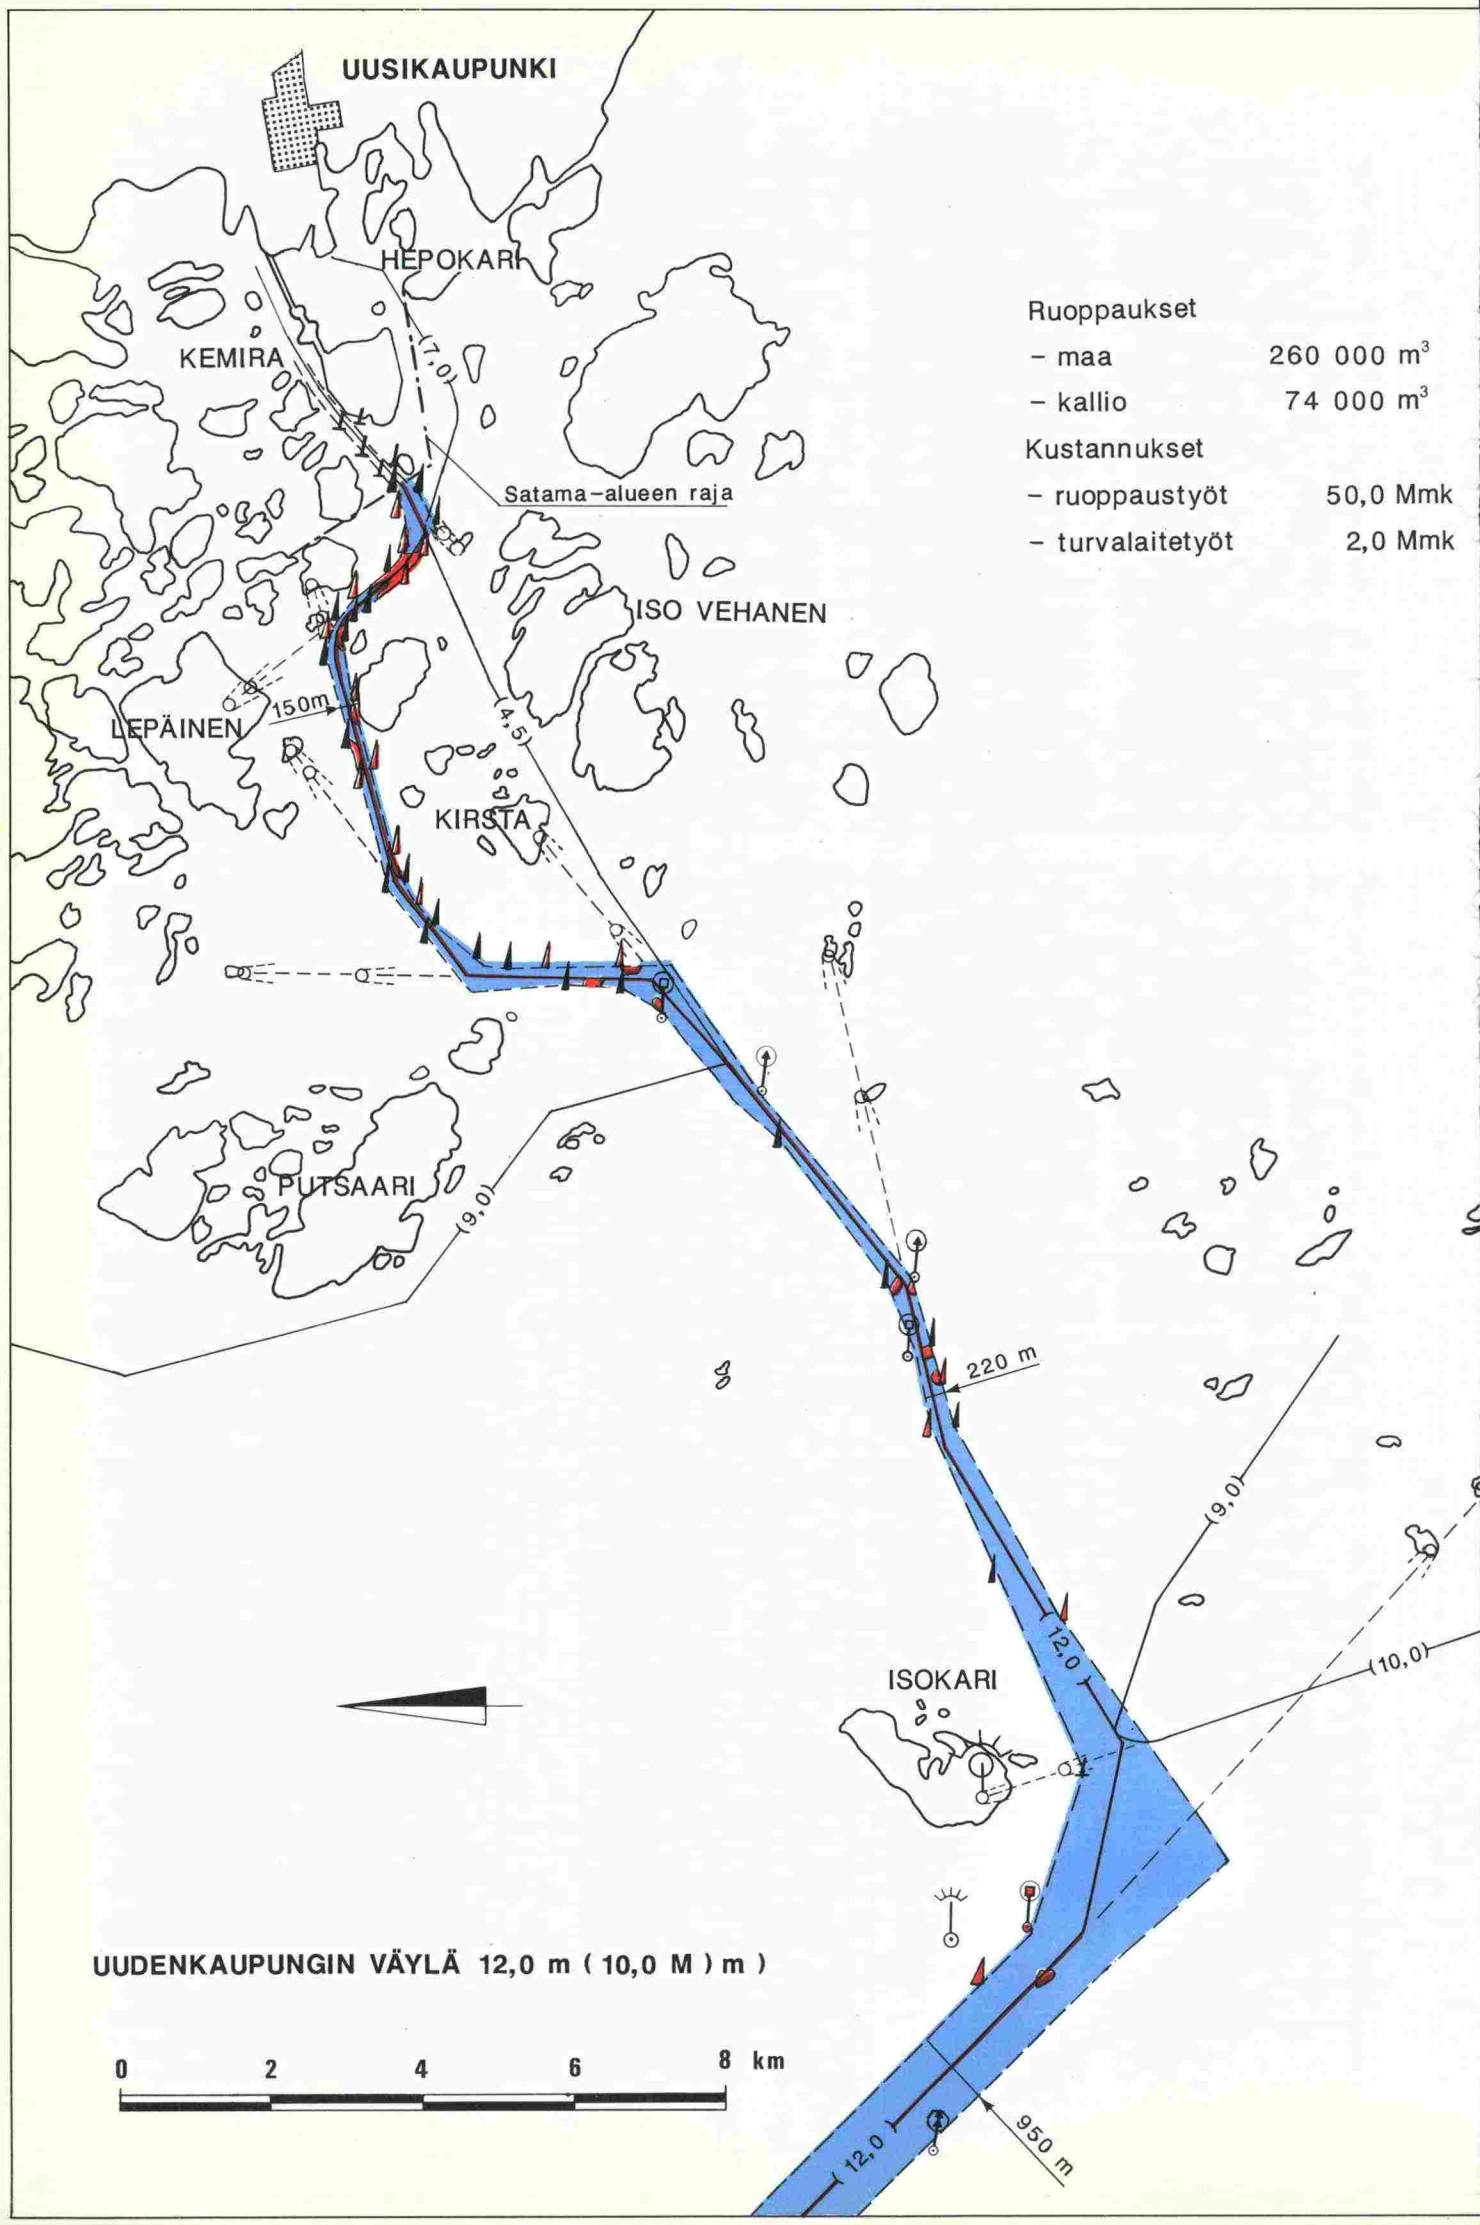 UUSIKAUPUNKI
HEPOKARI
KEMIRA
(7,0)
Ruoppaukset
– maa 260 000 m³
– kallio 74 000 m³
Kustannukset
– ruoppaustyöt 50,0 Mmk
– turvalaitetyöt 2,0 Mmk
Satama–alueen raja
ISO VEHANEN
LEPÄINEN
150m
(4,5)
KIRSTA
PUTSAARI
(9,0)
220 m
(9,0)
(12,0
(10,0)
ISOKARI
UUDENKAUPUNGIN VÄYLÄ 12,0 m ( 10,0 M ) m )
0 2 4 6 8 km
950 m
(12,0